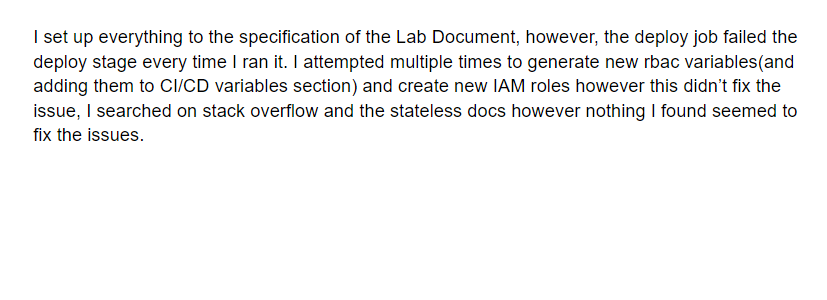 I set up everything to the specification of the Lab Document, however, the deploy job failed the
deploy stage every time I ran it. I attempted multiple times to generate new rbac variables(and
adding them to CI/CD variables section) and create new IAM roles however this didn’t fix the
issue, I searched on stack overflow and the stateless docs however nothing I found seemed to
fix the issues.